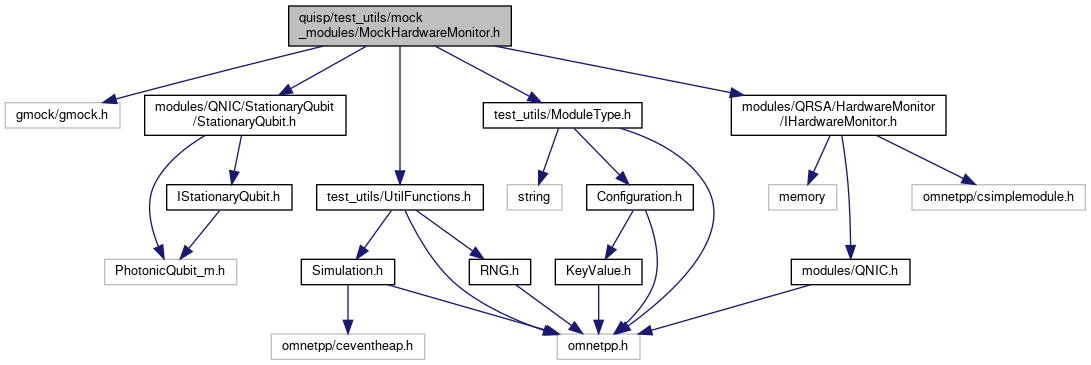 quisp/test_utils/mock
_modules/MockHardwareMonitor.h
gmock/gmock.h
modules/QNIC/StationaryQubit
/StationaryQubit.h
test_utils/ModuleType.h
modules/QRSA/HardwareMonitor
/IHardwareMonitor.h
IStationaryQubit.h
test_utils/UtilFunctions.h
string
Configuration.h
memory
omnetpp/csimplemodule.h
PhotonicQubit_m.h
Simulation.h
RNG.h
KeyValue.h
modules/QNIC.h
omnetpp/ceventheap.h
omnetpp.h